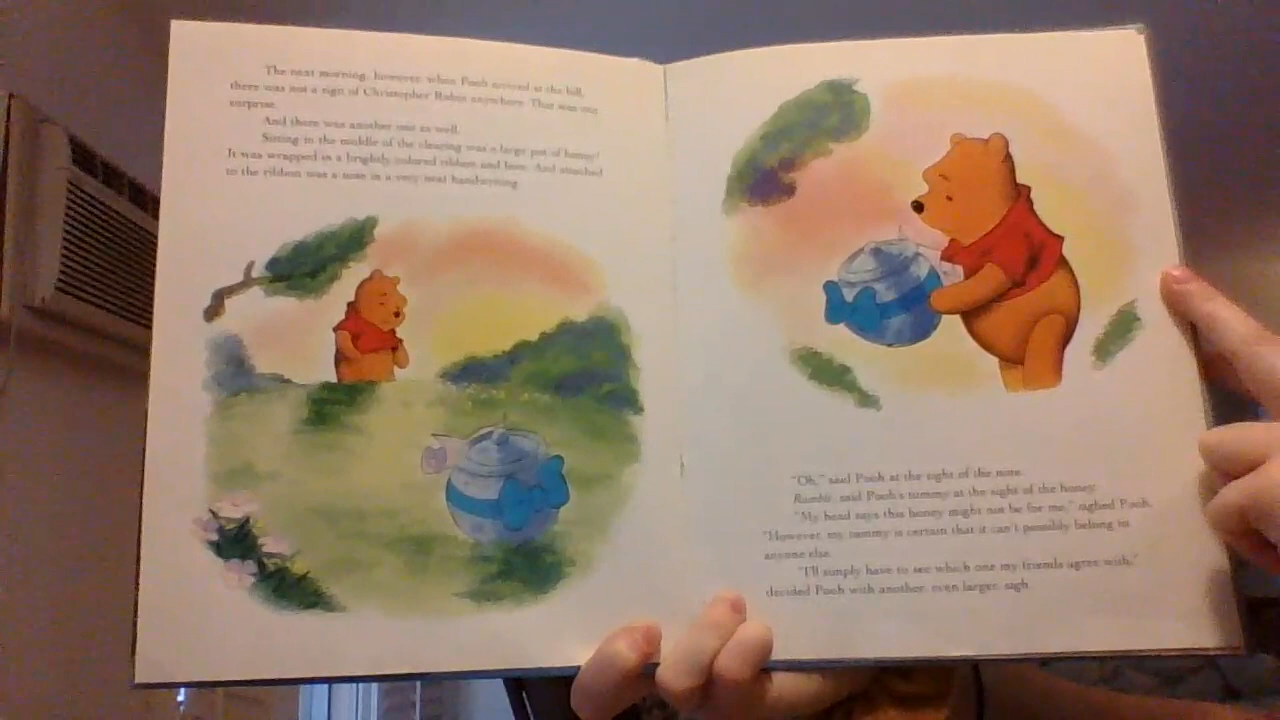 The next morning, however, when Pooh arrived at the hill,
there was not a sign of Christopher Robin anywhere. That was one
surprise.
And there was another one as well.
Sitting in the middle of the clearing was a large pot of honey!
It was wrapped in a brightly colored ribbon and bow. And attached
to the ribbon was a note in a very neat handwriting.
"Oh," said Pooh at the sight of the note.
Rumble, said Pooh's tummy at the sight of the honey.
"My head says this honey might not be for me," sighed Pooh.
"However, my tummy is certain that it can't possibly belong to
anyone else.
"I'll simply have to see which one my friends agree with,"
decided Pooh with another, even larger, sigh.